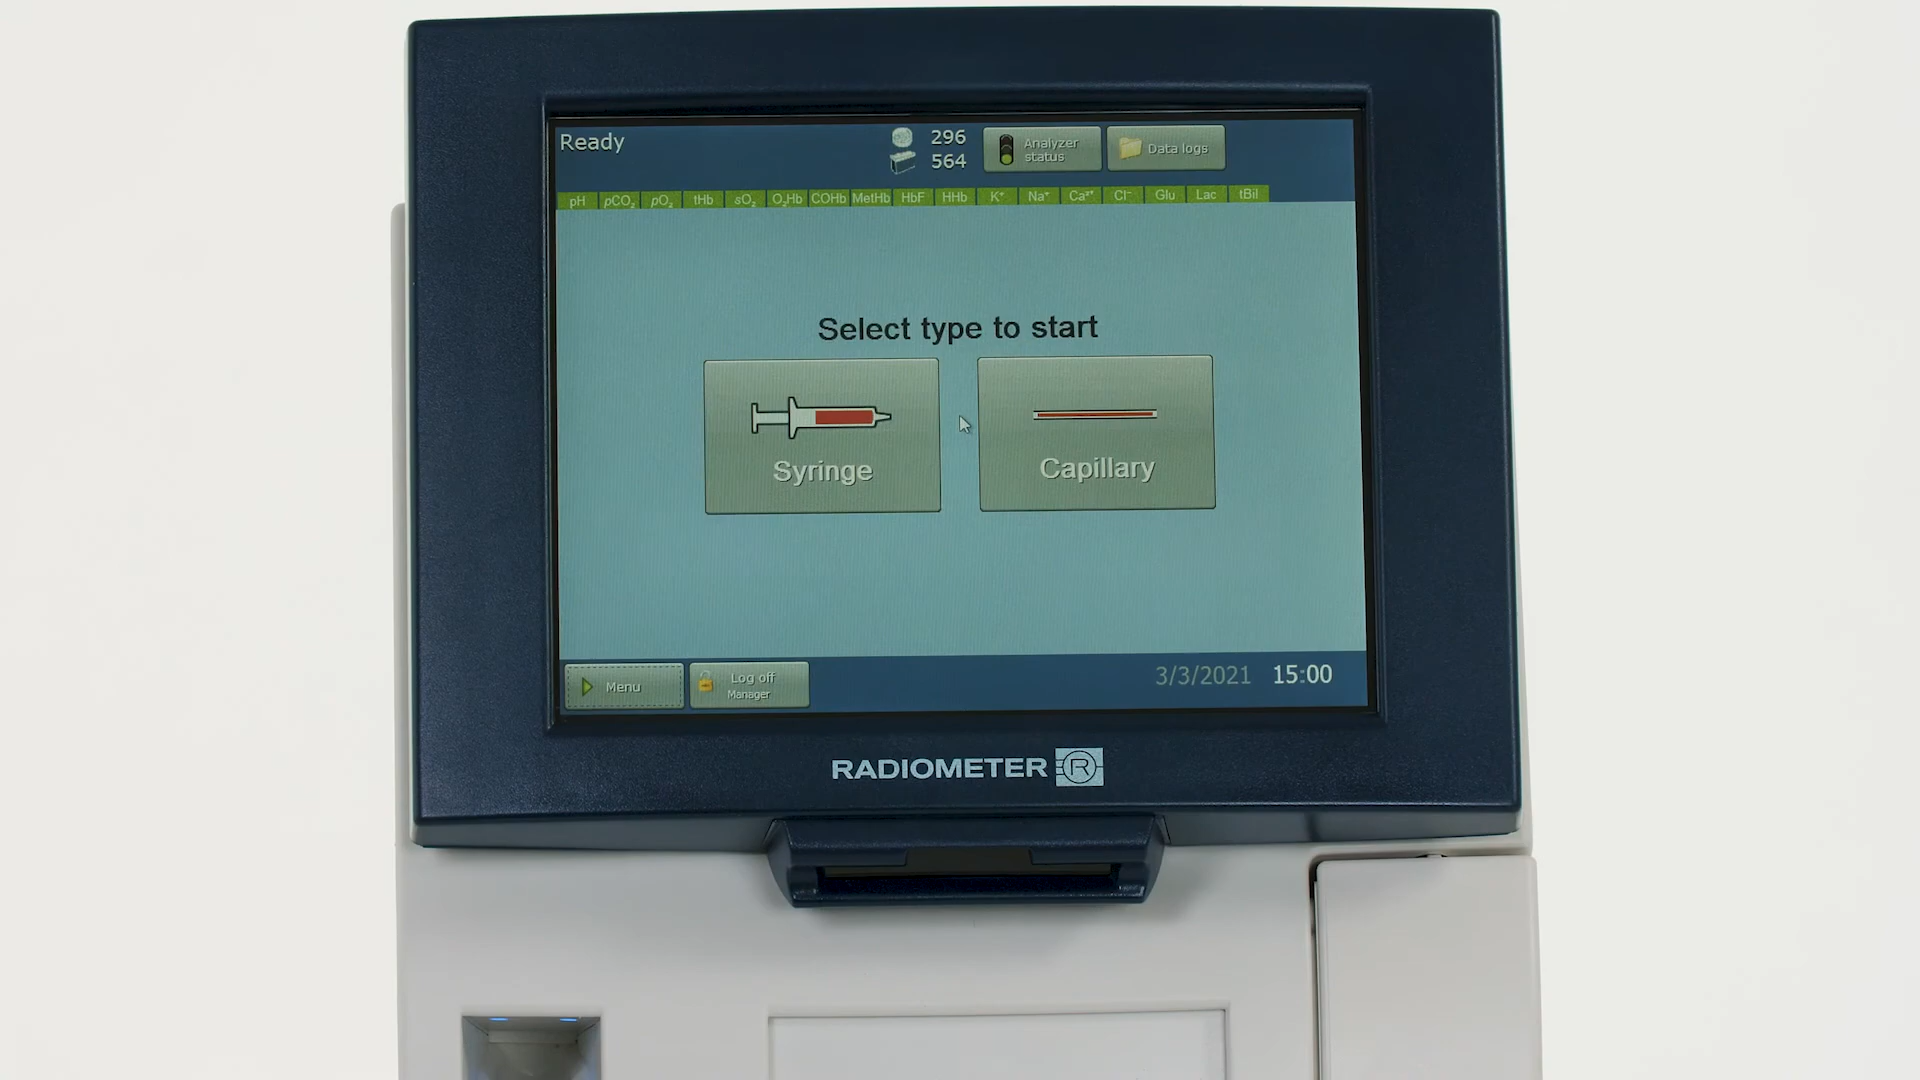 Ready
296
564
Analyzer
status
Data logs
pH pCO₂ pO₂ tHb sO₂ O₂Hb COHb MetHb HbF HHb K⁺ Na⁺ Ca²⁺ Cl⁻ Glu Lac tBil
Select type to start
Syringe
Capillary
Menu
Log off
Manager
3/3/2021 15:00
RADIOMETER R